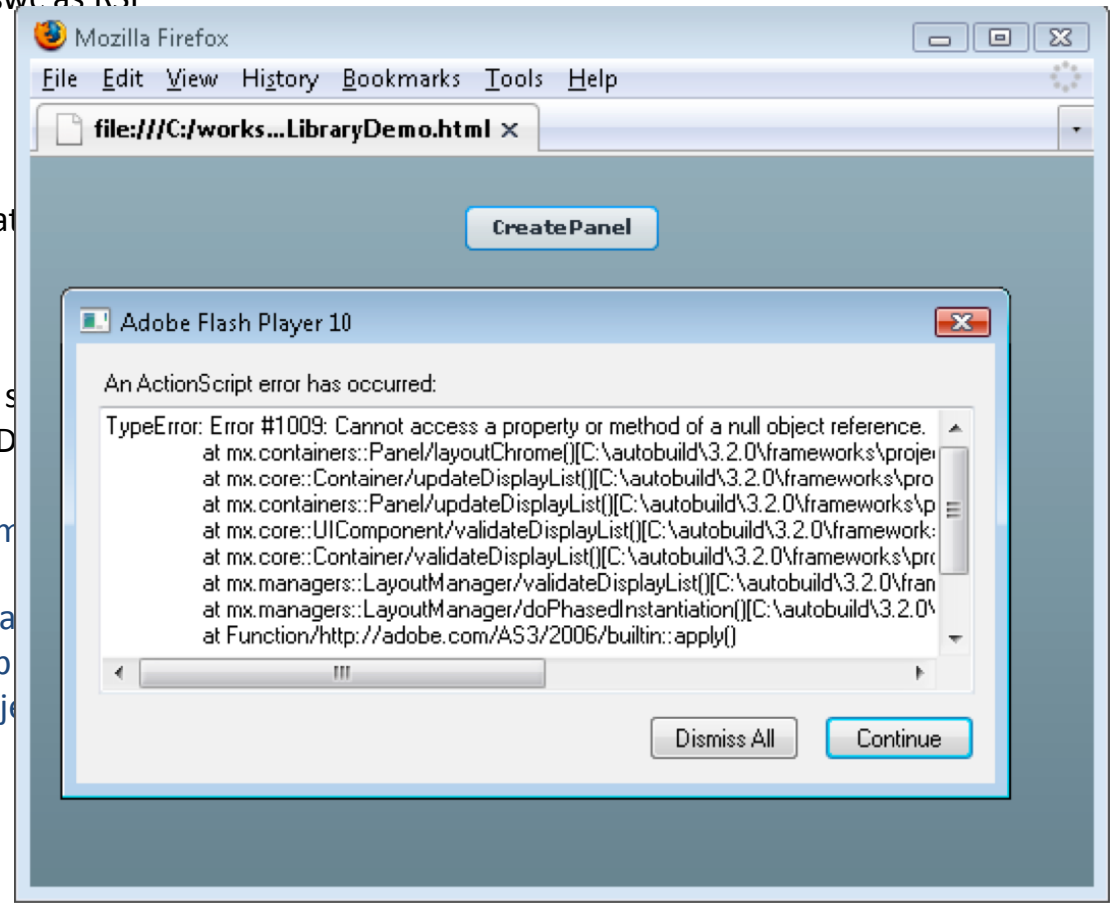 Mozilla Firefox
File Edit View History Bookmarks Tools Help
file:///C:/works...LibraryDemo.html
CreatePanel
Adobe Flash Player 10
An ActionScript error has occurred:
TypeError: Error #1009: Cannot access a property or method of a null object reference.
at mx.containers::Panel/layoutChrome()[C:\autobuild\3.2.0\frameworks\proje
at mx.core::Container/updateDisplayList()[C:\autobuild\3.2.0\frameworks\pro
at mx.containers::Panel/updateDisplayList()[C:\autobuild\3.2.0\frameworks\p
at mx.core::UIComponent/validateDisplayList()[C:\autobuild\3.2.0\framework
at mx.core::Container/validateDisplayList()[C:\autobuild\3.2.0\frameworks\pr
at mx.managers::LayoutManager/validateDisplayList()[C:\autobuild\3.2.0\fran
at mx.managers::LayoutManager/doPhasedInstantiation()[C:\autobuild\3.2.0\
at Function/http://adobe.com/AS3/2006/builtin::apply()
Dismiss All Continue